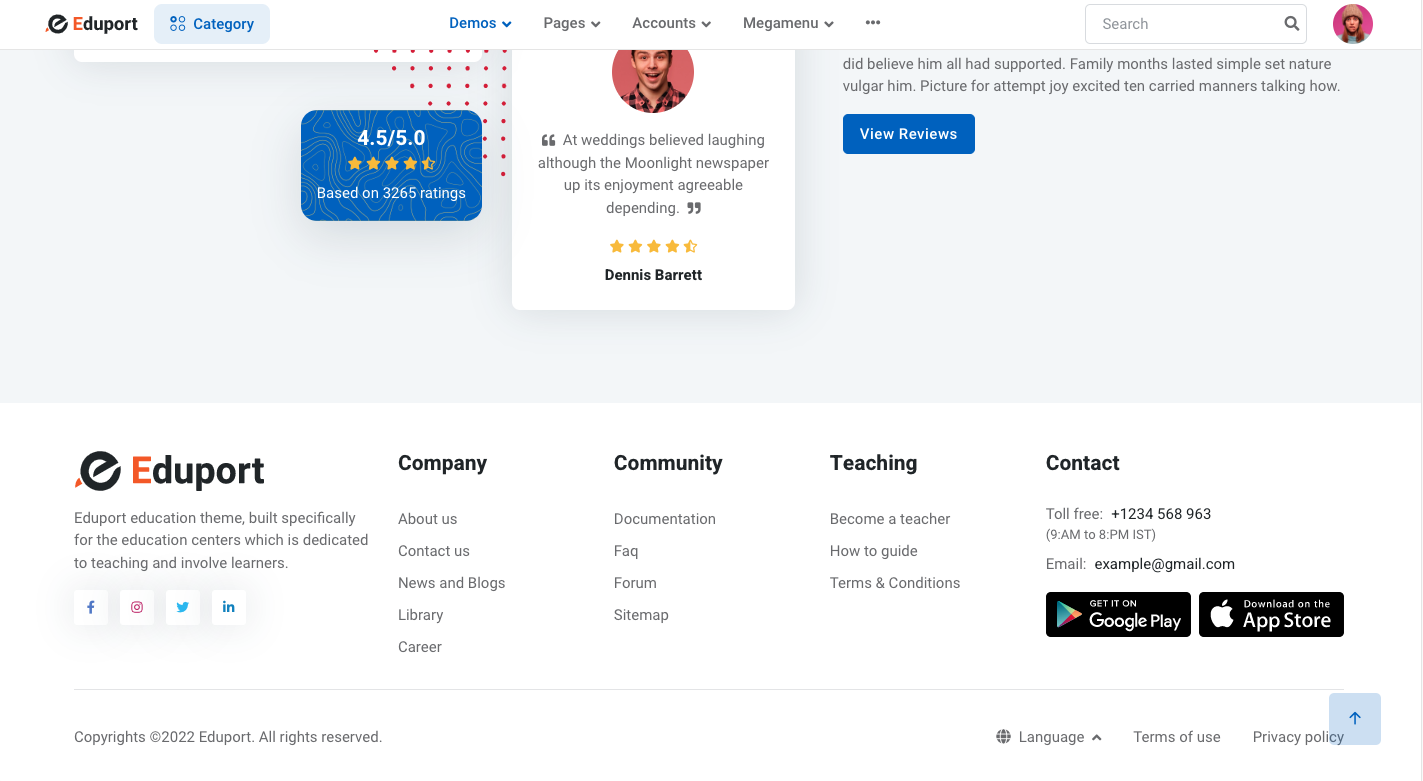 Eduport
Category
Demos
Pages
Accounts
Megamenu
Search
did believe him all had supported. Family months lasted simple set nature
vulgar him. Picture for attempt joy excited ten carried manners talking how.
View Reviews
4.5/5.0
Based on 3265 ratings
“ At weddings believed laughing
although the Moonlight newspaper
up its enjoyment agreeable
depending. ”
Dennis Barrett
Eduport
Eduport education theme, built specifically
for the education centers which is dedicated
to teaching and involve learners.
Company
About us
Contact us
News and Blogs
Library
Career
Community
Documentation
Faq
Forum
Sitemap
Teaching
Become a teacher
How to guide
Terms & Conditions
Contact
Toll free: +1234 568 963
(9:AM to 8:PM IST)
Email: example@gmail.com
GET IT ON
Google Play
Download on the
App Store
Copyrights ©2022 Eduport. All rights reserved.
Language
Terms of use
Privacy policy